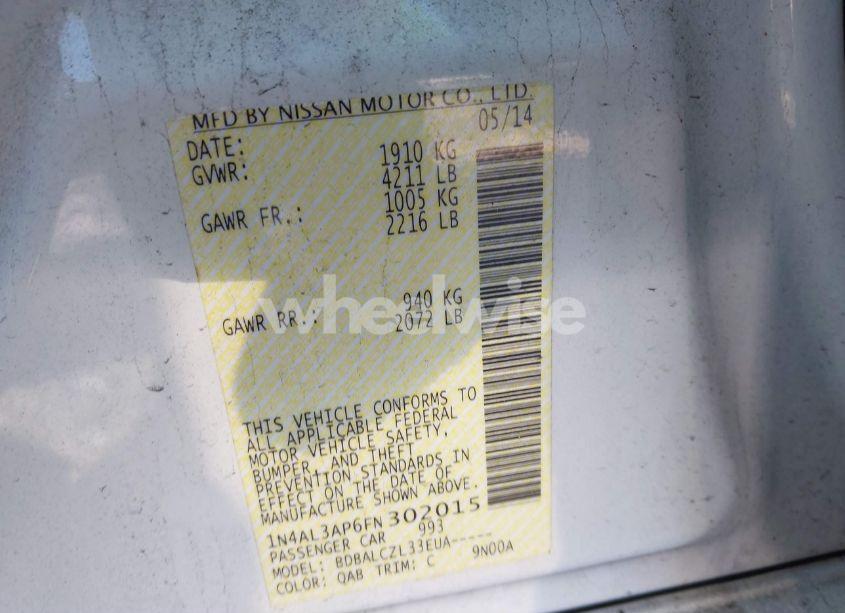 MFD BY NISSAN MOTOR CO., LTD.
DATE: 05/14
GVWR: 1910 KG
4211 LB
GAWR FR.: 1005 KG
2216 LB
GAWR RR.: 940 KG
2072 LB
wheelwise
THIS VEHICLE CONFORMS TO
ALL APPLICABLE FEDERAL
MOTOR VEHICLE SAFETY,
BUMPER, AND THEFT
PREVENTION STANDARDS IN
EFFECT ON THE DATE OF
MANUFACTURE SHOWN ABOVE.
1N4AL3AP6FN302015
PASSENGER CAR 993
MODEL: BDBALCZL33EUA-----
COLOR: QAB TRIM: C 9N00A